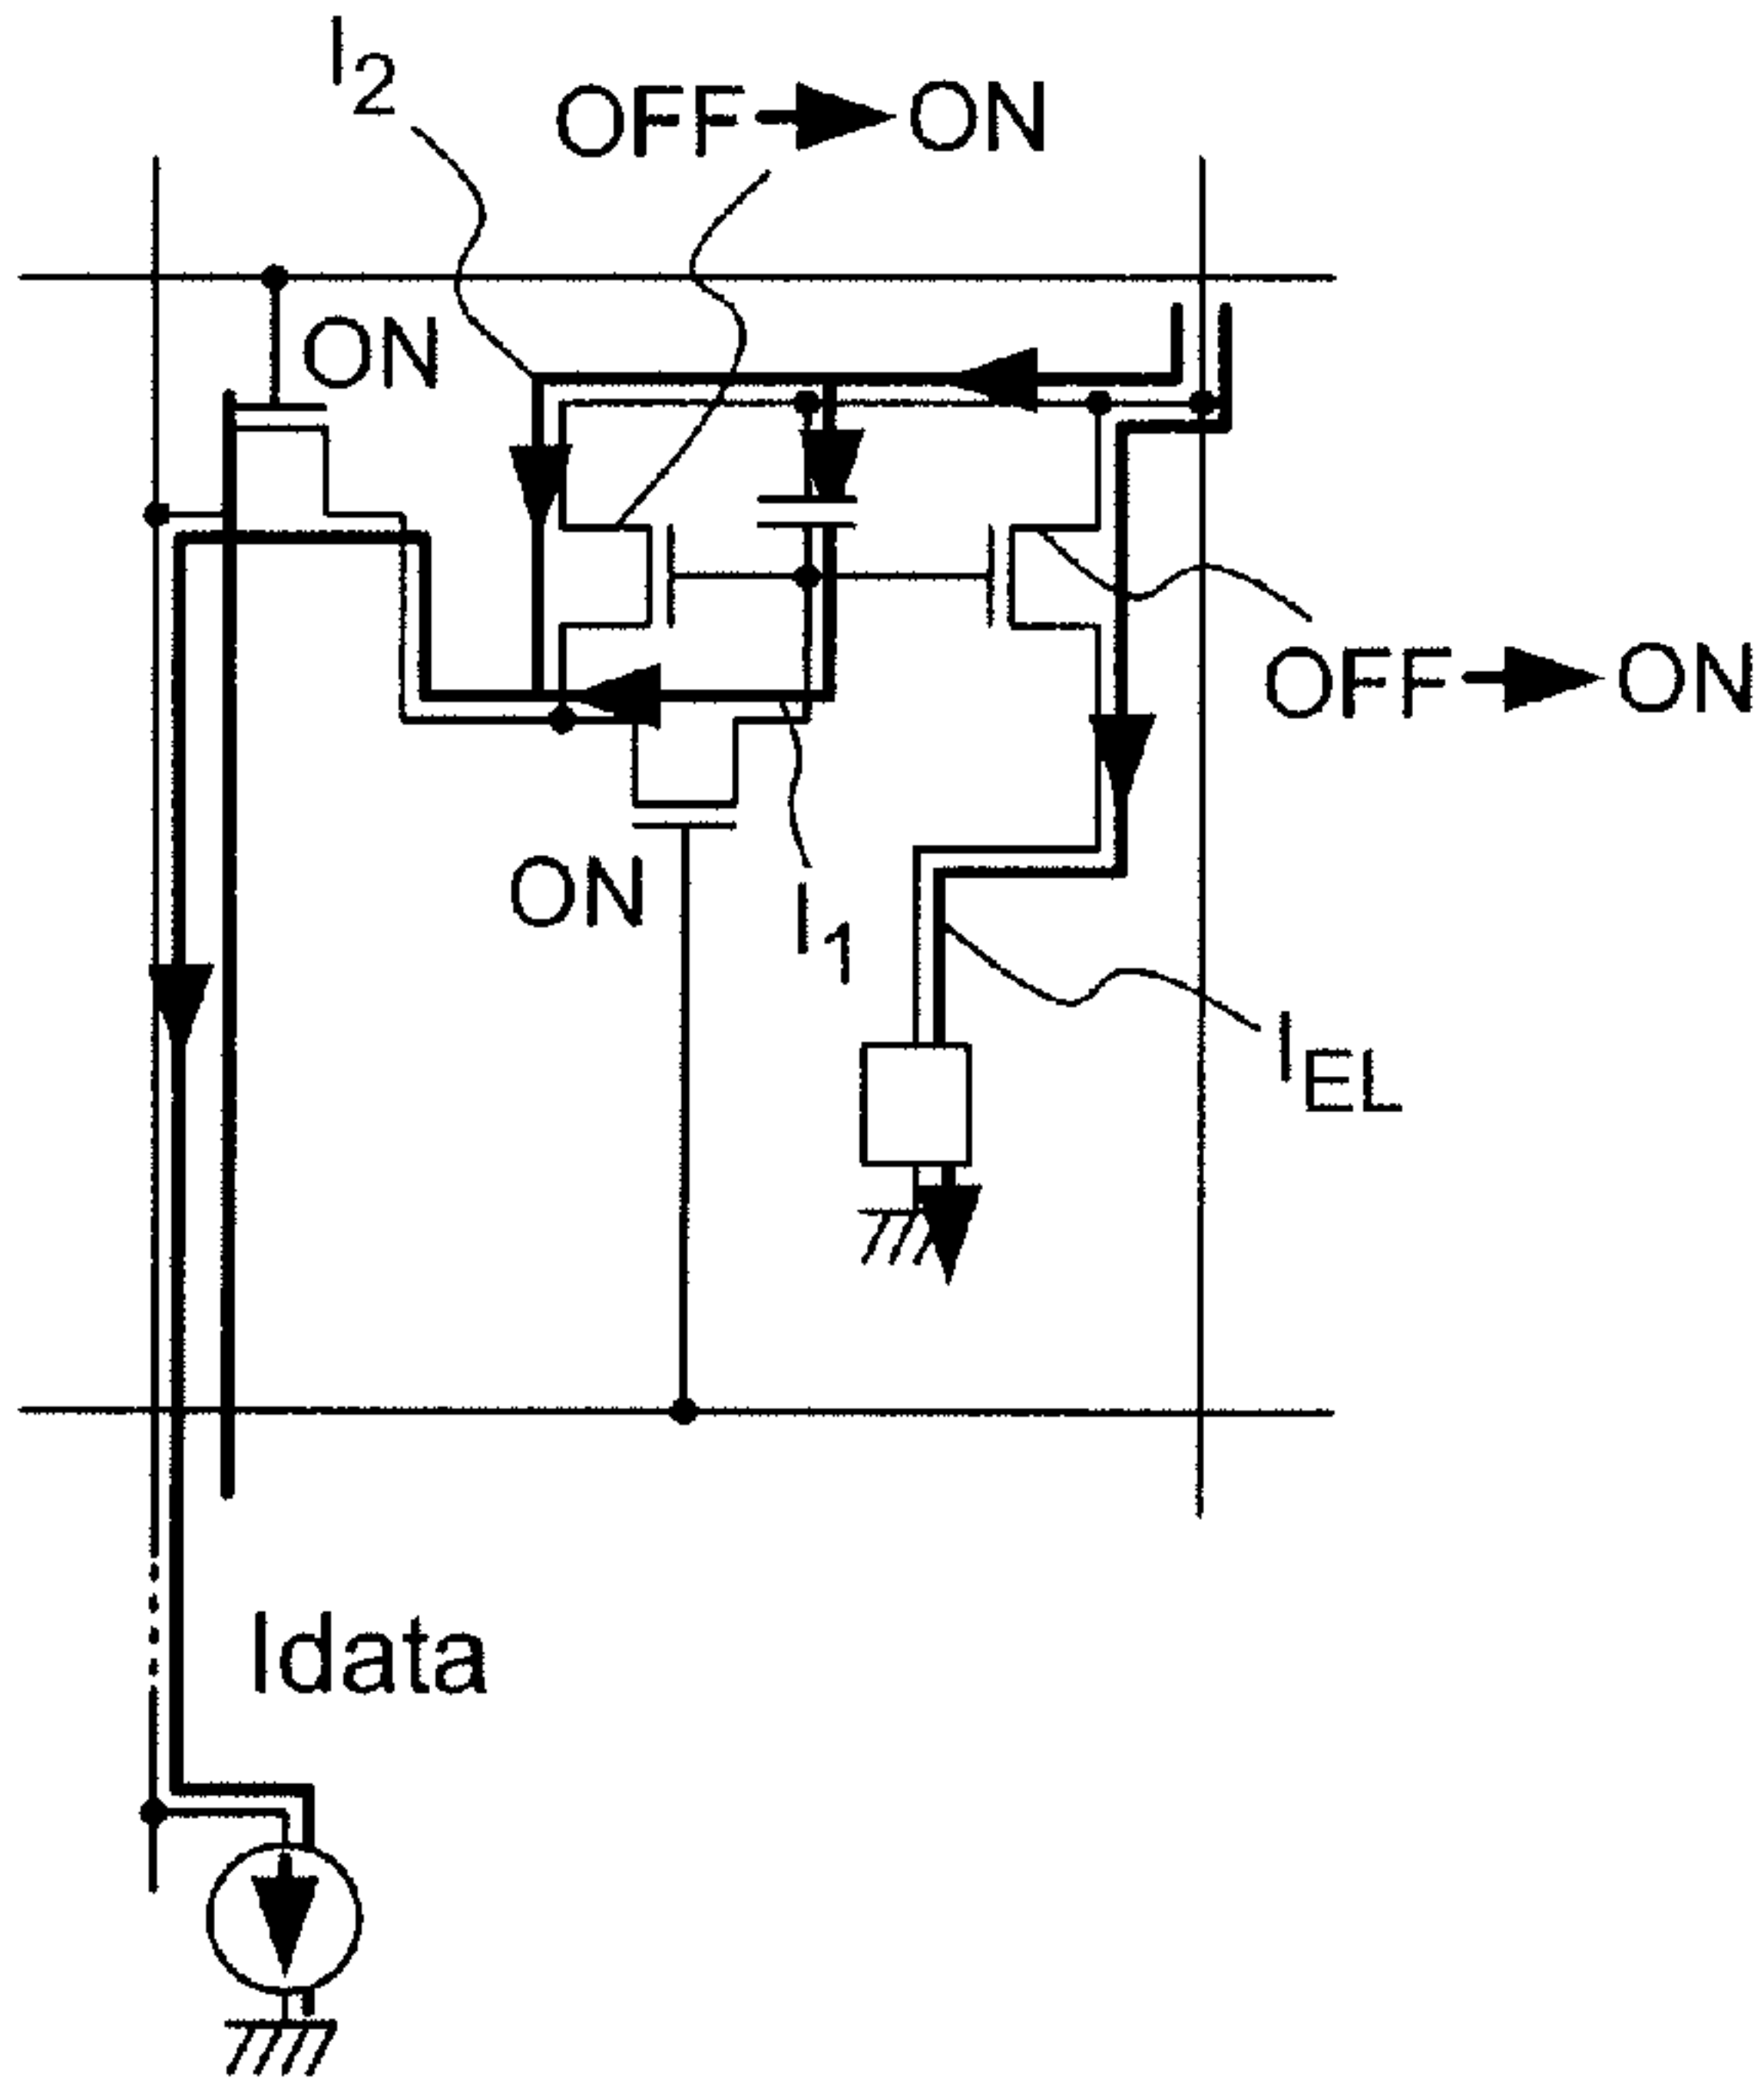 I2
OFF → ON
ON
OFF → ON
ON
I1
IEL
Idata